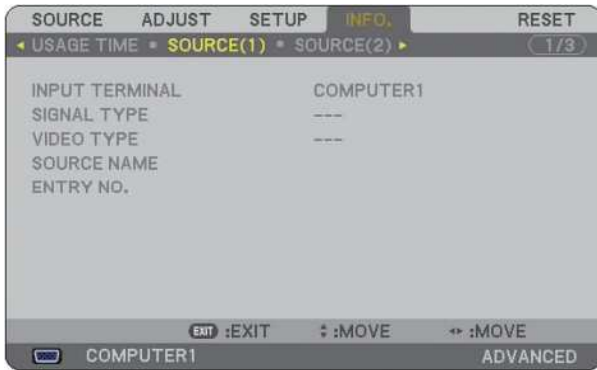 SOURCE ADJUST SETUP INFO. RESET
USAGE TIME • SOURCE(1) • SOURCE(2) 1/3
INPUT TERMINAL COMPUTER1
SIGNAL TYPE ---
VIDEO TYPE ---
SOURCE NAME
ENTRY NO.
EXIT :EXIT :MOVE :MOVE
COMPUTER1 ADVANCED